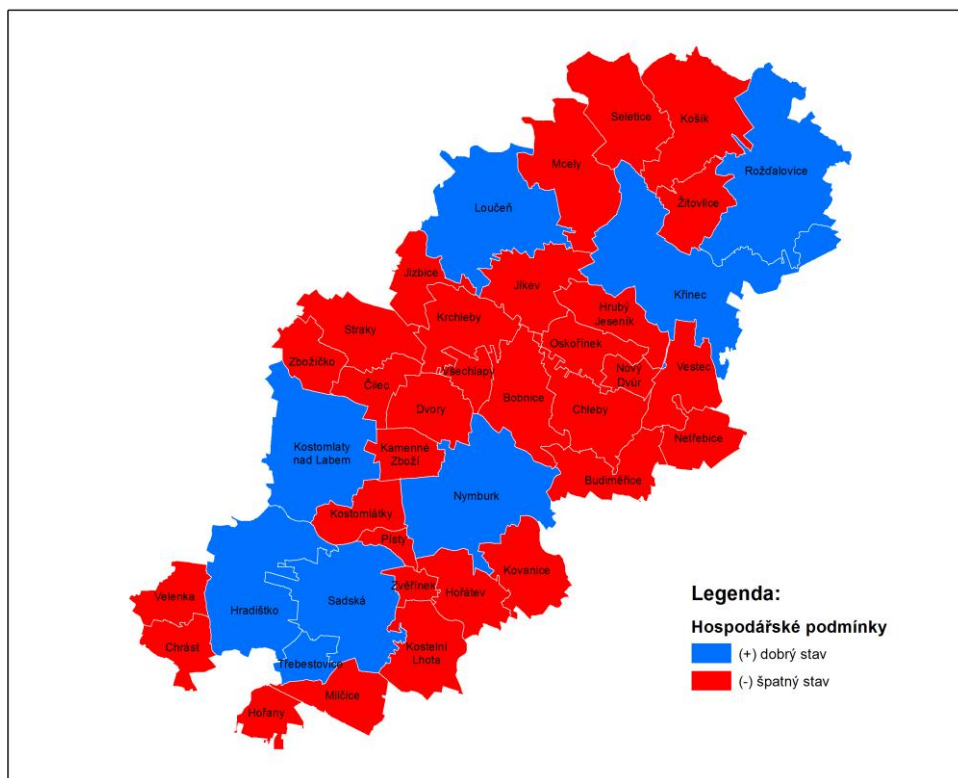 Seletice
Košík
Mcely
Rožďalovice
Žitovlice
Loučeň
Jizbice
Jíkev
Křinec
Hrubý
Jeseník
Krchleby
Straky
Oskořínek
Zbožíčko
Všechlapy
Nový
Dvůr
Vestec
Čilec
Bobnice
Dvory
Chleby
Netřebice
Kostomlaty
nad Labem
Kamenné
Zboží
Budiměřice
Nymburk
Kostomlátky
Písty
Kovanice
Zvěřínek
Hořátev
Velenka
Hradištko
Sadská
Chrást
Kostelní
Lhota
Třebestovice
Milčice
Hořany
Legenda:
Hospodářské podmínky
(+) dobrý stav
(-) špatný stav